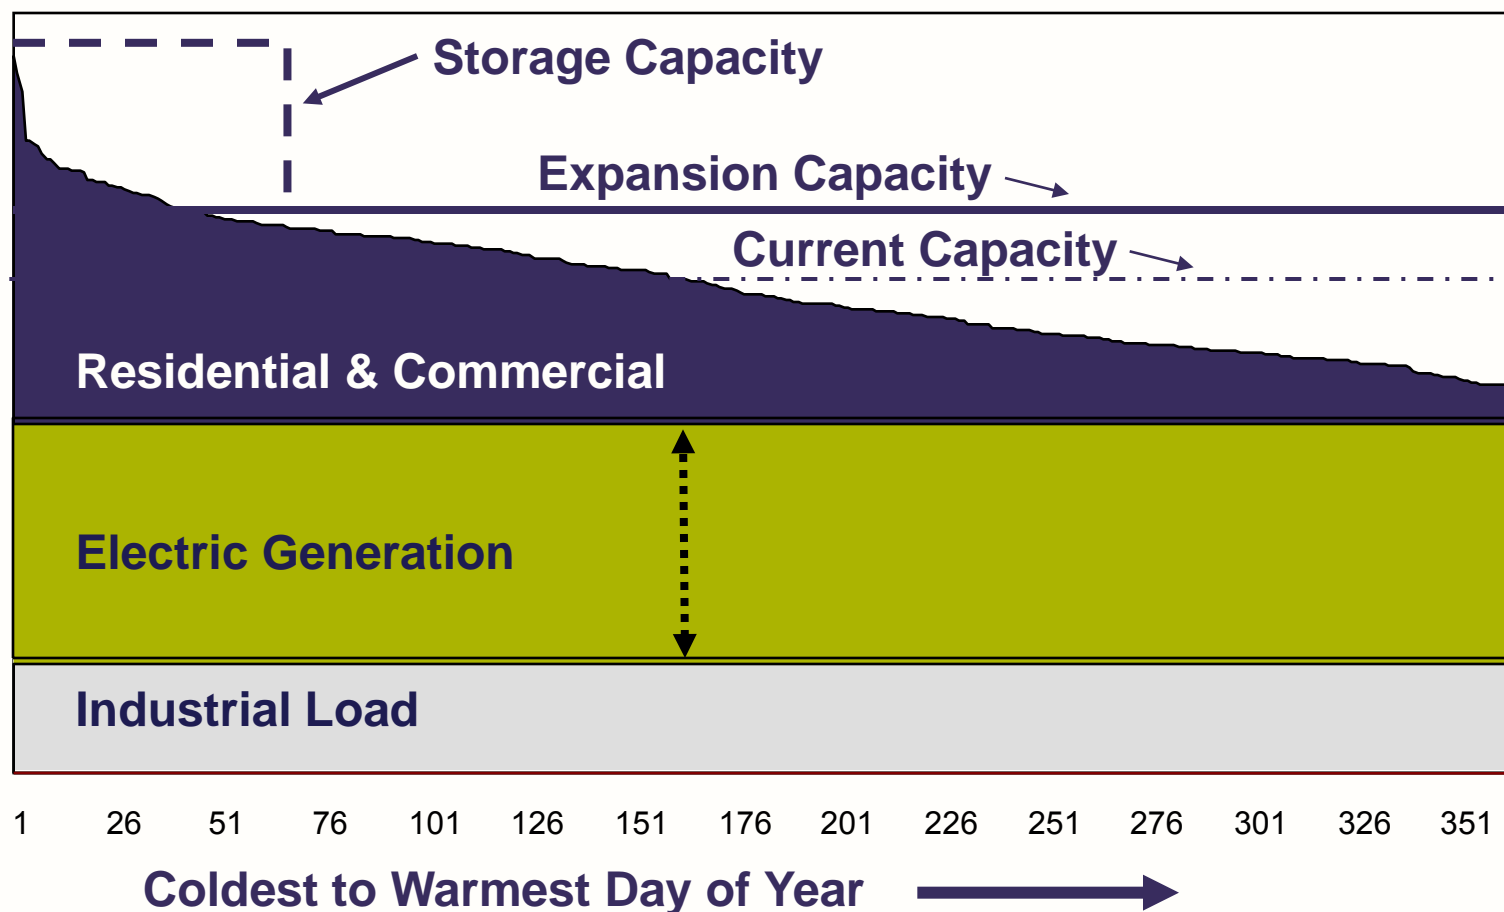 Storage Capacity
Expansion Capacity
Current Capacity
Residential & Commercial
Electric Generation
Industrial Load
1 26 51 76 101 126 151 176 201 226 251 276 301 326 351
Coldest to Warmest Day of Year